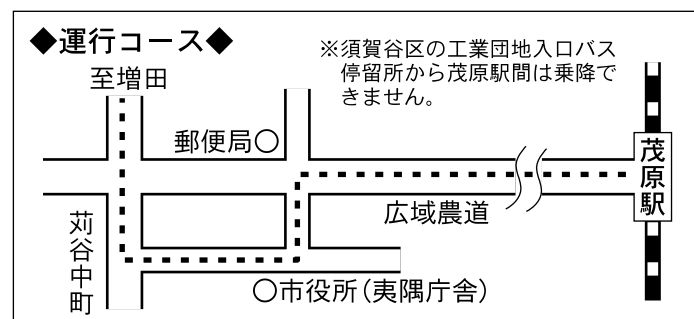 ◆運行コース◆
※須賀谷区の工業団地入口バス
停留所から茂原駅間は乗降で
きません。
至増田
郵便局
茂原駅
広域農道
苅谷中町
市役所(夷隅庁舎)